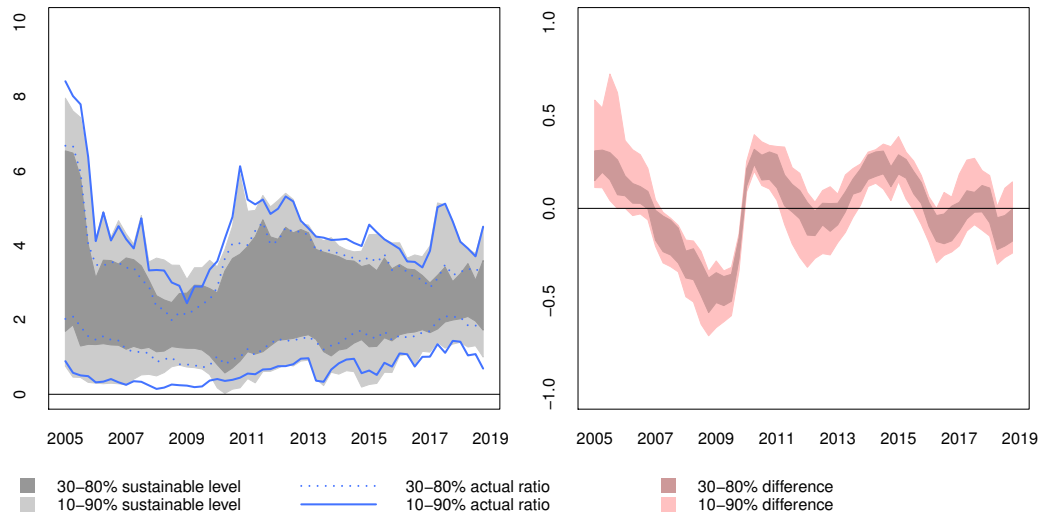 10
8
6
4
2
0
2005 2007 2009 2011 2013 2015 2017 2019
1.0
0.5
0.0
−0.5
−1.0
2005 2007 2009 2011 2013 2015 2017 2019
30−80% sustainable level 30−80% actual ratio 30−80% difference
10−90% sustainable level 10−90% actual ratio 10−90% difference